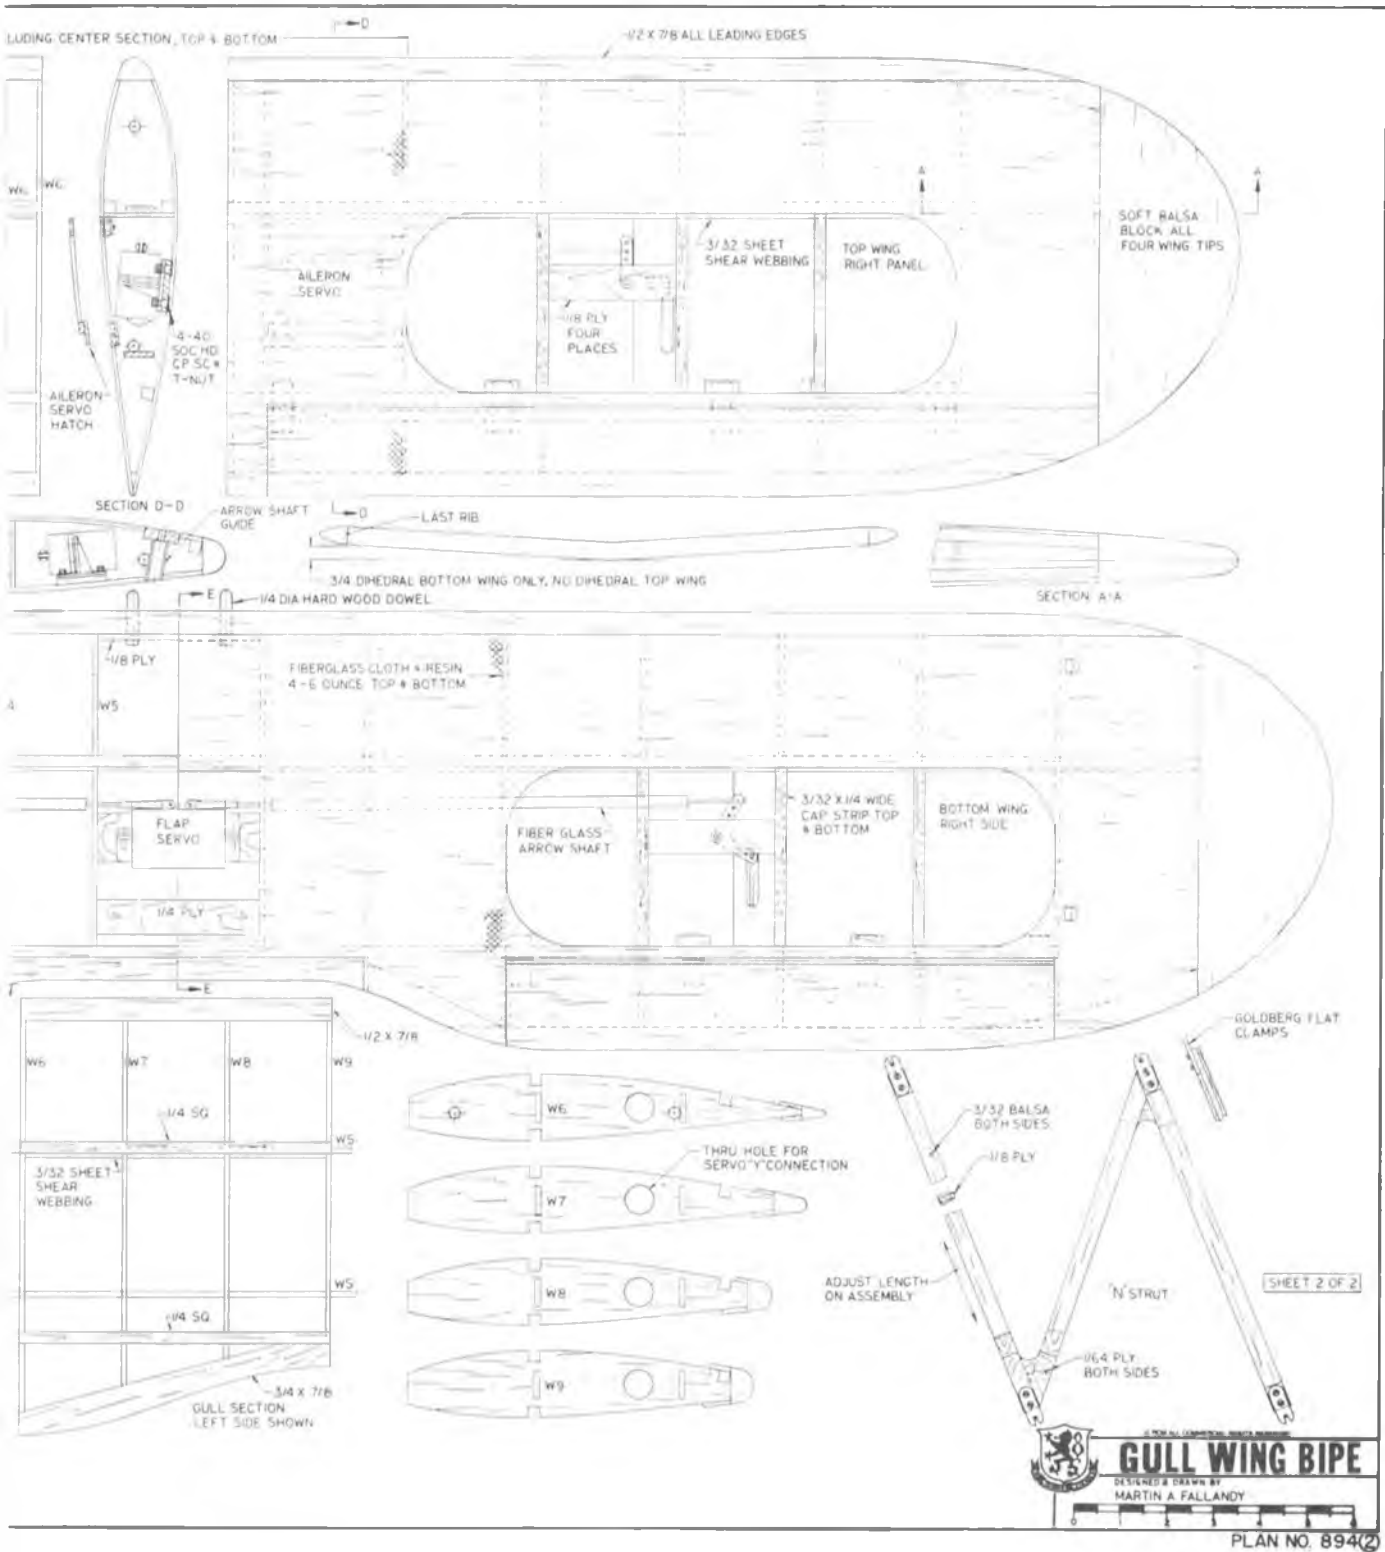 LUDING CENTER SECTION, TOP & BOTTOM
D
1/2 X 7/8 ALL LEADING EDGES
W6
W6
A
A
SOFT BALSA
BLOCK ALL
FOUR WING TIPS
3/32 SHEET
SHEAR WEBBING
TOP WING
RIGHT PANEL
AILERON
SERVO
1/8 PLY
FOUR
PLACES
4-40
SOC HD
CP SC &
T-NUT
AILERON
SERVO
HATCH
SECTION D-D
ARROW SHAFT
GUIDE
D
LAST RIB
3/4 DIHEDRAL BOTTOM WING ONLY, NO DIHEDRAL TOP WING
SECTION A-A
E
1/4 DIA HARD WOOD DOWEL
1/8 PLY
FIBERGLASS CLOTH & RESIN
4-6 OUNCE TOP & BOTTOM
4
W5
FLAP
SERVO
FIBER GLASS
ARROW SHAFT
3/32 X 1/4 WIDE
CAP STRIP TOP
& BOTTOM
BOTTOM WING
RIGHT SIDE
1/4 PLY
E
1/2 X 7/8
GOLDBERG FLAT
CLAMPS
W6
W7
W8
W9
1/4 SQ
W5
3/32 SHEET
SHEAR
WEBBING
W5
1/4 SQ
3/4 X 7/8
GULL SECTION
LEFT SIDE SHOWN
W6
THRU HOLE FOR
SERVO "Y" CONNECTION
W7
W8
W9
3/32 BALSA
BOTH SIDES
1/8 PLY
ADJUST LENGTH
ON ASSEMBLY
'N' STRUT
SHEET 2 OF 2
1/64 PLY
BOTH SIDES
GULL WING BIPE
DESIGNED & DRAWN BY
MARTIN A FALLANDY
0 1 2 3 4 5 6
PLAN NO. 894(2)